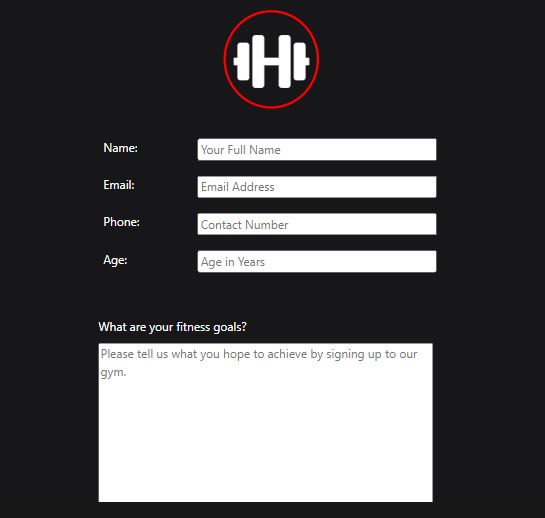 Name:
Your Full Name
Email:
Email Address
Phone:
Contact Number
Age:
Age in Years
What are your fitness goals?
Please tell us what you hope to achieve by signing up to our
gym.